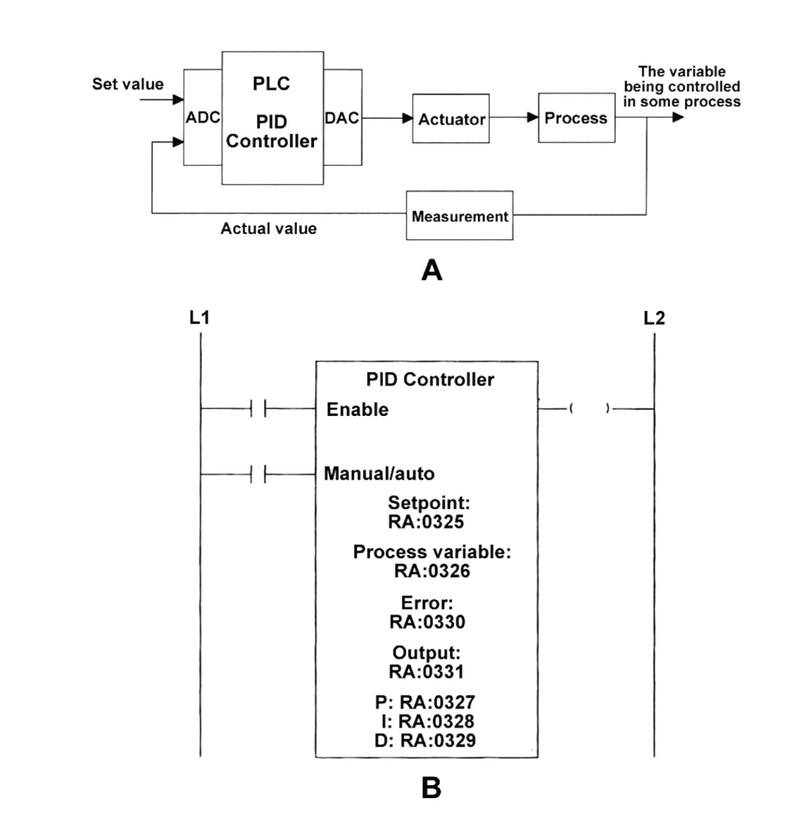 Set value
ADC
PLC
PID
Controller
DAC
Actuator
Process
The variable
being controlled
in some process
Measurement
Actual value
A
L1
L2
PID Controller
Enable
Manual/auto
Setpoint:
RA:0325
Process variable:
RA:0326
Error:
RA:0330
Output:
RA:0331
P: RA:0327
I: RA:0328
D: RA:0329
B